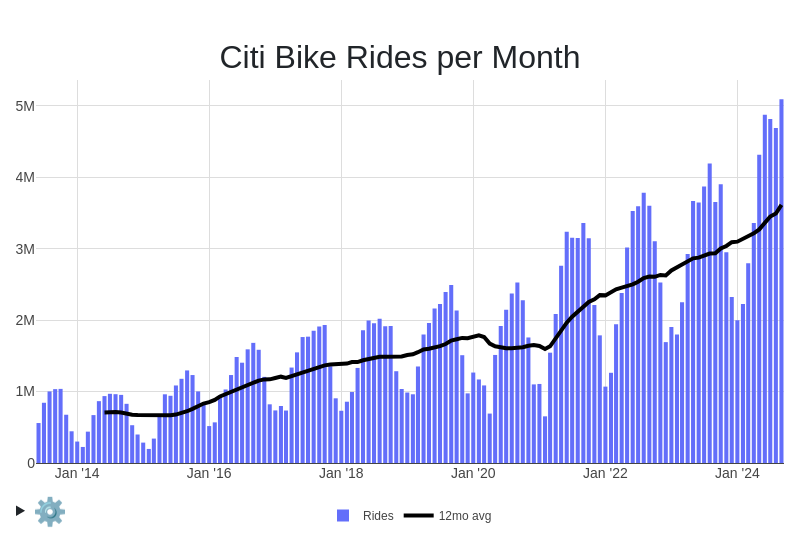 Citi Bike Rides per Month
5M
4M
3M
2M
1M
0
Jan '14 Jan '16 Jan '18 Jan '20 Jan '22 Jan '24
Rides 12mo avg